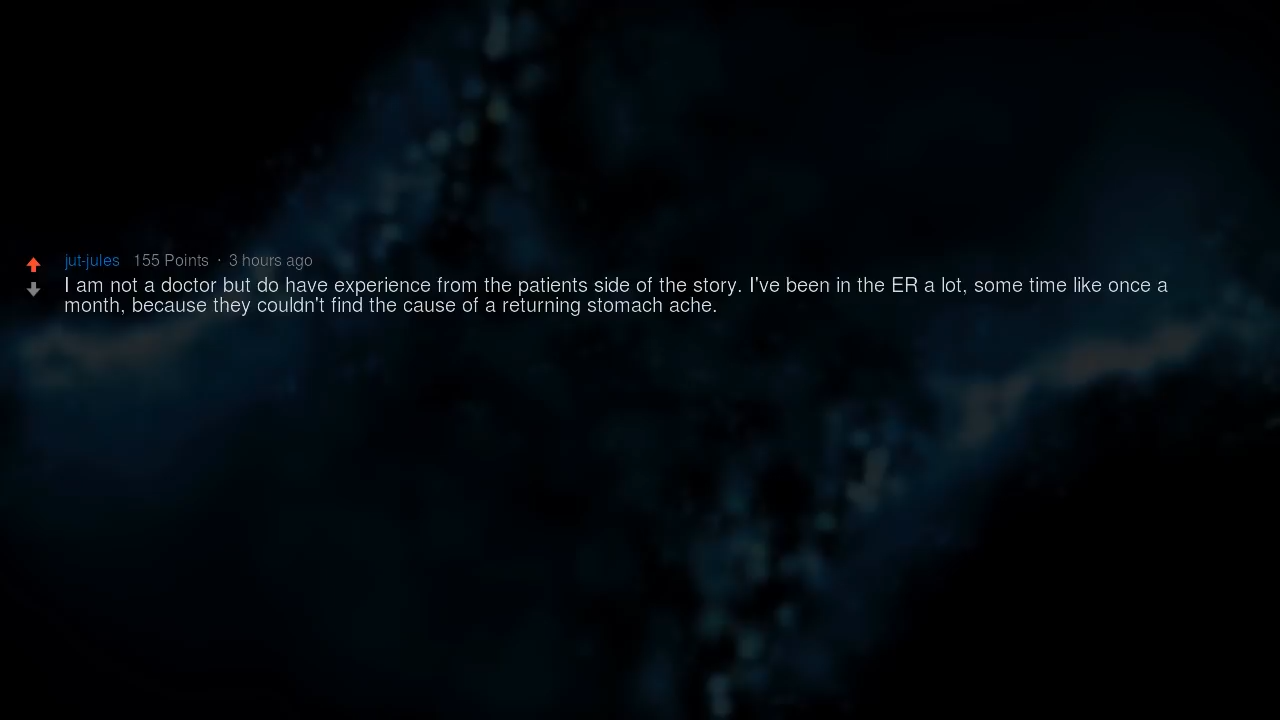 jut-jules 155 Points · 3 hours ago
I am not a doctor but do have experience from the patients side of the story. I've been in the ER a lot, some time like once a
month, because they couldn't find the cause of a returning stomach ache.